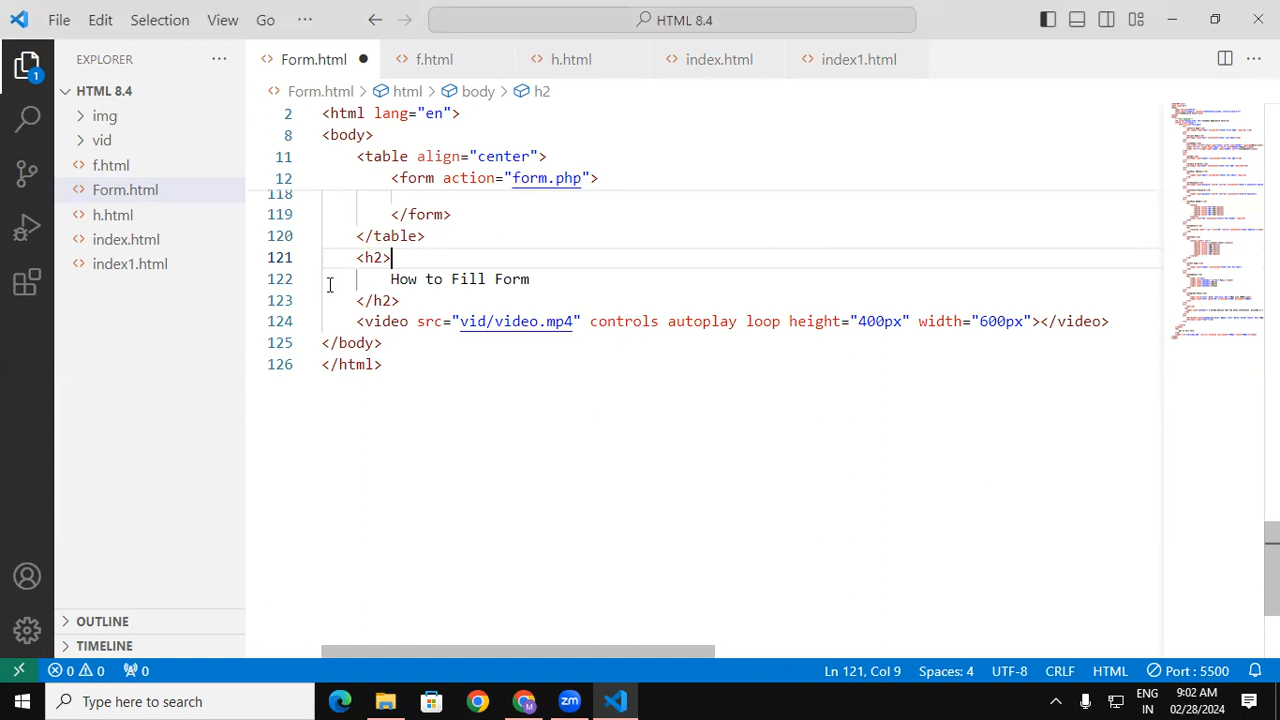 File Edit Selection View Go ··· HTML 8.4
EXPLORER ···
Form.html ● f.html h.html index.html index1.html
HTML 8.4
Form.html > html > body > h2
img
vid
f.html
Form.html
h.html
index.html
index1.html
2 <html lang="en">
8 <body>
11 <table align="center">
12 <form action="form.php">
118
119 </form>
120 </table>
121 <h2>
122 How to Fill Form
123 </h2>
124 <video src="vid/video.mp4" controls autoplay loop height="400px" width="600px"></video>
125 </body>
126 </html>
1
OUTLINE
TIMELINE
0 0 0 Ln 121, Col 9 Spaces: 4 UTF-8 CRLF HTML Port : 5500
Type here to search
ENG
IN
9:02 AM
02/28/2024